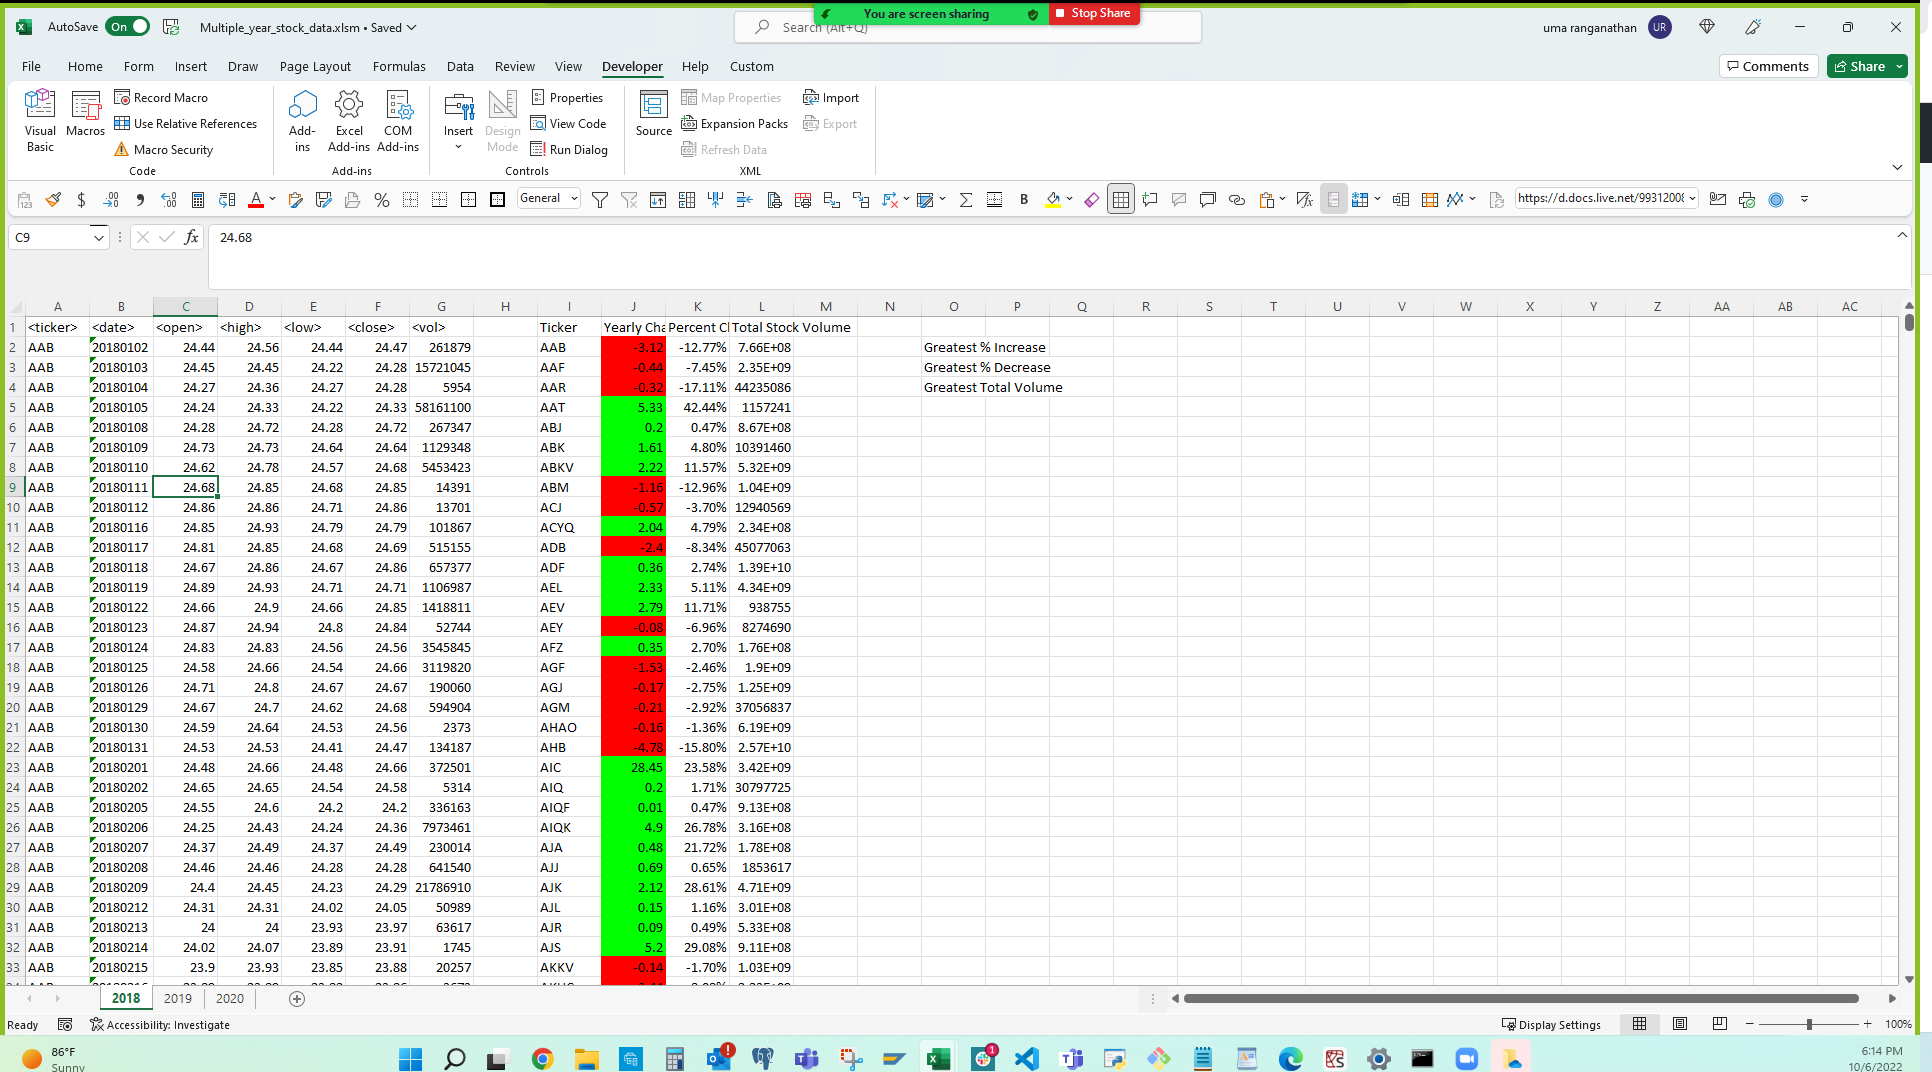 You are screen sharing Stop Share
AutoSave On Multiple_year_stock_data.xlsm • Saved Search (Alt+Q) uma ranganathan UR
File Home Form Insert Draw Page Layout Formulas Data Review View Developer Help Custom Comments Share
Visual Basic Macros Record Macro Use Relative References Macro Security Code
Add-ins Excel Add-ins COM Add-ins Add-ins
Insert Design Mode Properties View Code Run Dialog Controls
Source Map Properties Expansion Packs Refresh Data Import Export XML
General https://d.docs.live.net/9931200
C9 fx 24.68
A B C D E F G H I J K L M N O P Q R S T U V W X Y Z AA AB AC
1 <ticker> <date> <open> <high> <low> <close> <vol> Ticker Yearly Cha Percent Cl Total Stock Volume
2 AAB 20180102 24.44 24.56 24.44 24.47 261879 AAB -3.12 -12.77% 7.66E+08 Greatest % Increase
3 AAB 20180103 24.45 24.45 24.22 24.28 15721045 AAF -0.44 -7.45% 2.35E+09 Greatest % Decrease
4 AAB 20180104 24.27 24.36 24.27 24.28 5954 AAR -0.32 -17.11% 44235086 Greatest Total Volume
5 AAB 20180105 24.24 24.33 24.22 24.33 58161100 AAT 5.33 42.44% 1157241
6 AAB 20180108 24.28 24.72 24.28 24.72 267347 ABJ 0.2 0.47% 8.67E+08
7 AAB 20180109 24.73 24.73 24.64 24.64 1129348 ABK 1.61 4.80% 10391460
8 AAB 20180110 24.62 24.78 24.57 24.68 5453423 ABKV 2.22 11.57% 5.32E+09
9 AAB 20180111 24.68 24.85 24.68 24.85 14391 ABM -1.16 -12.96% 1.04E+09
10 AAB 20180112 24.86 24.86 24.71 24.86 13701 ACJ -0.57 -3.70% 12940569
11 AAB 20180116 24.85 24.93 24.79 24.79 101867 ACYQ 2.04 4.79% 2.34E+08
12 AAB 20180117 24.81 24.85 24.68 24.69 515155 ADB -2.4 -8.34% 45077063
13 AAB 20180118 24.67 24.86 24.67 24.86 657377 ADF 0.36 2.74% 1.39E+10
14 AAB 20180119 24.89 24.93 24.71 24.71 1106987 AEL 2.33 5.11% 4.34E+09
15 AAB 20180122 24.66 24.9 24.66 24.85 1418811 AEV 2.79 11.71% 938755
16 AAB 20180123 24.87 24.94 24.8 24.84 52744 AEY -0.08 -6.96% 8274690
17 AAB 20180124 24.83 24.83 24.56 24.56 3545845 AFZ 0.35 2.70% 1.76E+08
18 AAB 20180125 24.58 24.66 24.54 24.66 3119820 AGF -1.53 -2.46% 1.9E+09
19 AAB 20180126 24.71 24.8 24.67 24.67 190060 AGJ -0.17 -2.75% 1.25E+09
20 AAB 20180129 24.67 24.7 24.62 24.68 594904 AGM -0.21 -2.92% 37056837
21 AAB 20180130 24.59 24.64 24.53 24.56 2373 AHAO -0.16 -1.36% 6.19E+09
22 AAB 20180131 24.53 24.53 24.41 24.47 134187 AHB -4.78 -15.80% 2.57E+10
23 AAB 20180201 24.48 24.66 24.48 24.66 372501 AIC 28.45 23.58% 3.42E+09
24 AAB 20180202 24.65 24.65 24.54 24.58 5314 AIQ 0.2 1.71% 30797725
25 AAB 20180205 24.55 24.6 24.2 24.2 336163 AIQF 0.01 0.47% 9.13E+08
26 AAB 20180206 24.25 24.43 24.24 24.36 7973461 AIQK 4.9 26.78% 3.16E+08
27 AAB 20180207 24.37 24.49 24.37 24.49 230014 AJA 0.48 21.72% 1.78E+08
28 AAB 20180208 24.46 24.46 24.28 24.28 641540 AJJ 0.69 0.65% 1853617
29 AAB 20180209 24.4 24.45 24.23 24.29 21786910 AJK 2.12 28.61% 4.71E+09
30 AAB 20180212 24.31 24.31 24.02 24.05 50989 AJL 0.15 1.16% 3.01E+08
31 AAB 20180213 24 24 23.93 23.97 63617 AJR 0.09 0.49% 5.33E+08
32 AAB 20180214 24.02 24.07 23.89 23.91 1745 AJS 5.2 29.08% 9.11E+08
33 AAB 20180215 23.9 23.93 23.85 23.88 20257 AKKV -0.14 -1.70% 1.03E+09
2018 2019 2020
Ready Accessibility: Investigate Display Settings 100%
86°F 6:14 PM
Sunny 10/6/2022